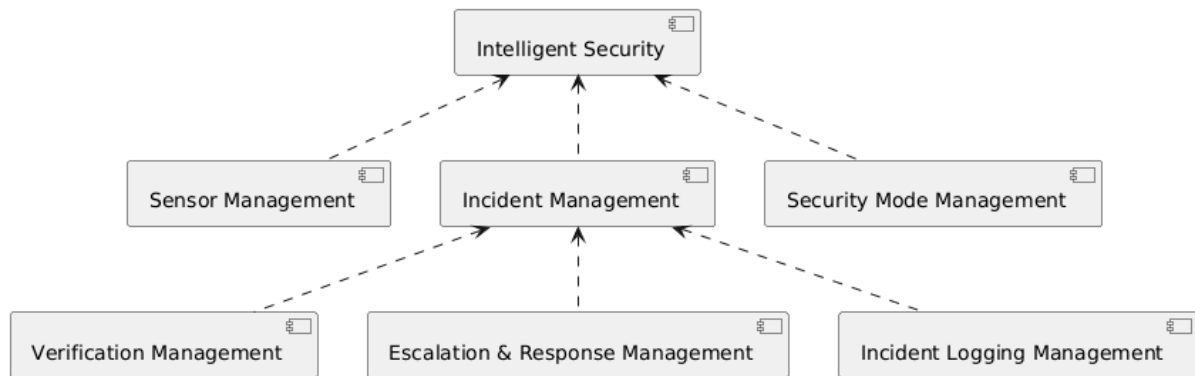 Intelligent Security
Sensor Management
Incident Management
Security Mode Management
Verification Management
Escalation & Response Management
Incident Logging Management